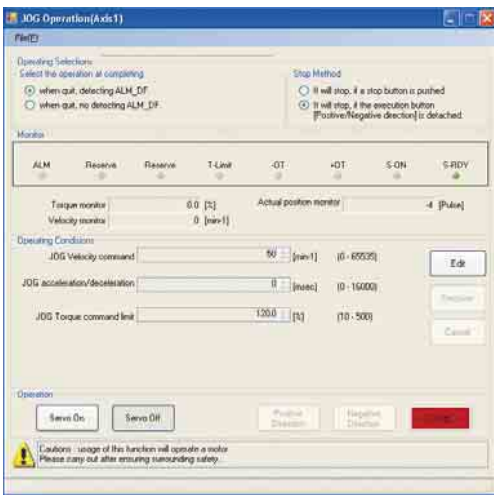 JOG Operation(Axis1)
File(F)
Operating Selections
Select the operation at completing
when quit, detecting ALM_DF.
when quit, no detecting ALM_DF.
Stop Method
It will stop, if a stop button is pushed
It will stop, if the execution button
[Positive/Negative direction] is detached.
Monitor
ALM Reserve Reserve T-Limit -OT +OT S-ON S-RDY
Torque monitor 0.0 [%] Actual position monitor -4 [Pulse]
Velocity monitor 0 [min-1]
Operating Conditions
JOG Velocity command 50 [min-1] (0 - 65535)
Edit
JOG acceleration/deceleration 0 [msec] (0 - 16000)
JOG Torque command limit 120.0 [%] (10 - 500)
Cancel
Operation
Servo On Servo Off Positive Direction Negative Direction
Cautions : usage of this function will operate a motor
Please carry out after ensuring surrounding safety.